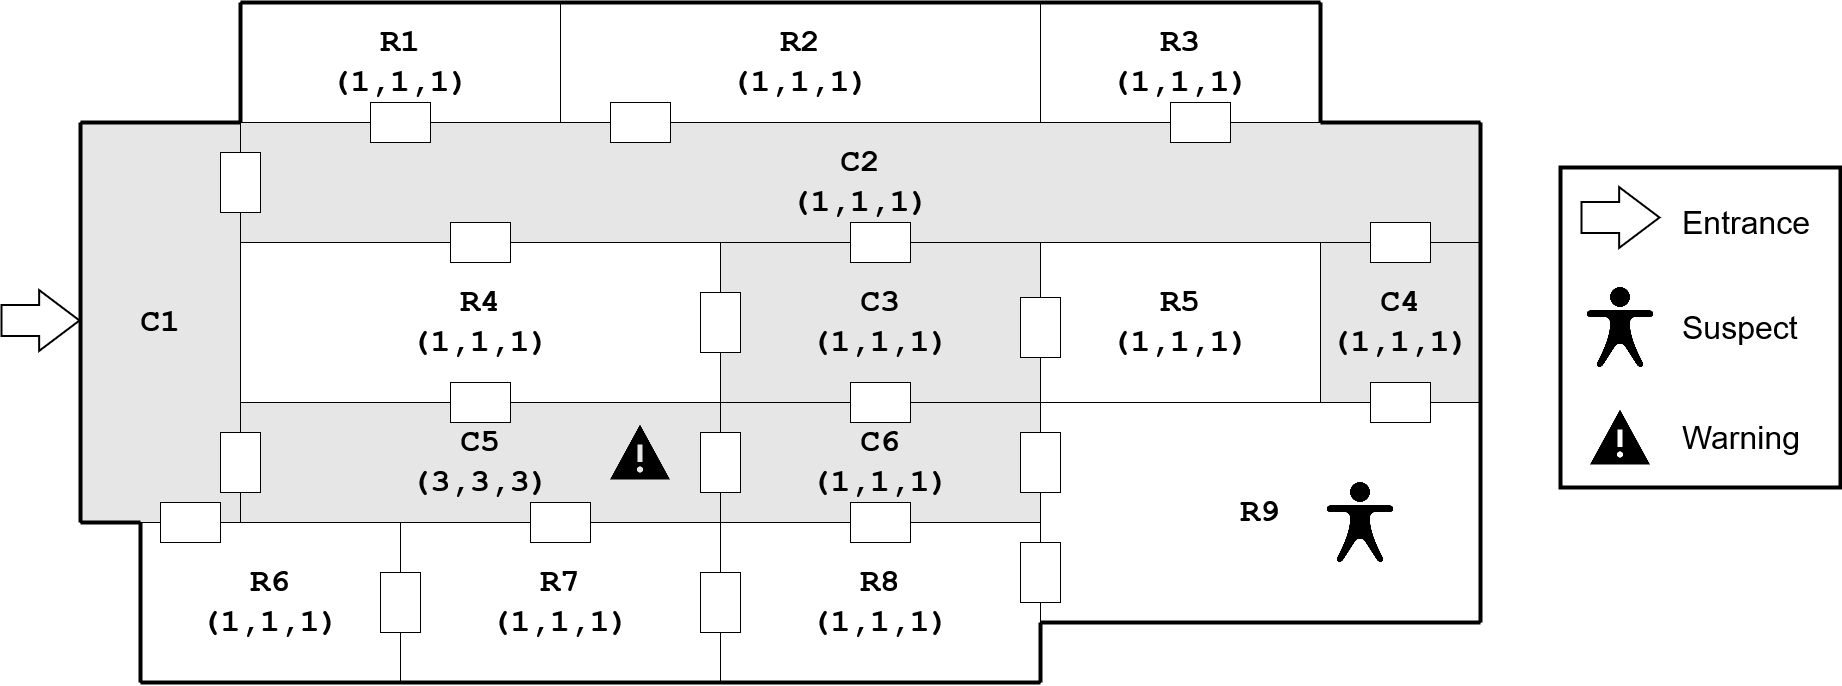 R1
(1,1,1)
R2
(1,1,1)
R3
(1,1,1)
C2
(1,1,1)
C1
R4
(1,1,1)
C3
(1,1,1)
R5
(1,1,1)
C4
(1,1,1)
C5
(3,3,3)
C6
(1,1,1)
R9
R6
(1,1,1)
R7
(1,1,1)
R8
(1,1,1)
Entrance
Suspect
Warning